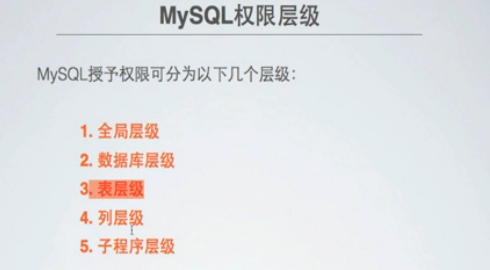 MySQL权限层级
MySQL授予权限可分为以下几个层级：
1. 全局层级
2. 数据库层级
3. 表层级
4. 列层级
5. 子程序层级